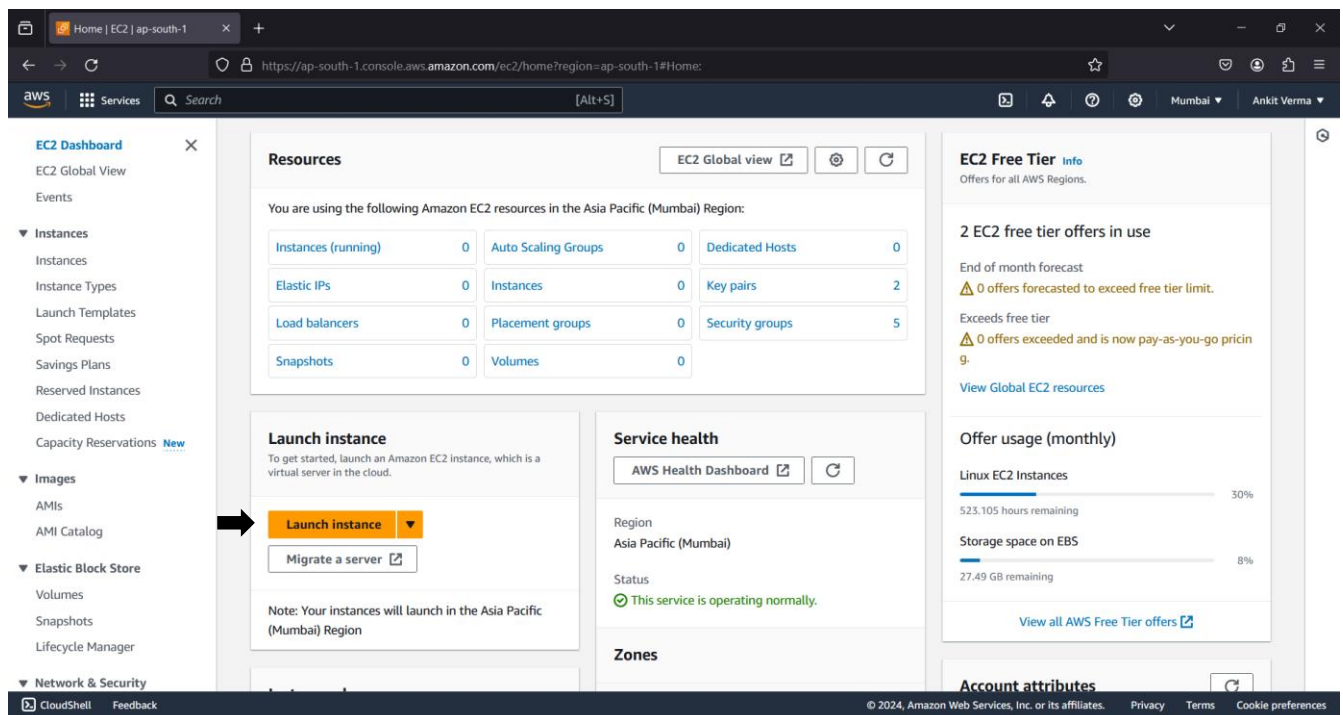 Home | EC2 | ap-south-1
https://ap-south-1.console.aws.amazon.com/ec2/home?region=ap-south-1#Home:
aws Services Search [Alt+S] Mumbai Ankit Verma
EC2 Dashboard
EC2 Global View
Events
Instances
Instances
Instance Types
Launch Templates
Spot Requests
Savings Plans
Reserved Instances
Dedicated Hosts
Capacity Reservations New
Images
AMIs
AMI Catalog
Elastic Block Store
Volumes
Snapshots
Lifecycle Manager
Network & Security
Resources
EC2 Global view
You are using the following Amazon EC2 resources in the Asia Pacific (Mumbai) Region:
Instances (running) 0 Auto Scaling Groups 0 Dedicated Hosts 0
Elastic IPs 0 Instances 0 Key pairs 2
Load balancers 0 Placement groups 0 Security groups 5
Snapshots 0 Volumes 0
Launch instance
To get started, launch an Amazon EC2 instance, which is a
virtual server in the cloud.
Launch instance
Migrate a server
Note: Your instances will launch in the Asia Pacific
(Mumbai) Region
Service health
AWS Health Dashboard
Region
Asia Pacific (Mumbai)
Status
This service is operating normally.
Zones
EC2 Free Tier Info
Offers for all AWS Regions.
2 EC2 free tier offers in use
End of month forecast
0 offers forecasted to exceed free tier limit.
Exceeds free tier
0 offers exceeded and is now pay-as-you-go pricin
g.
View Global EC2 resources
Offer usage (monthly)
Linux EC2 Instances
30%
523.105 hours remaining
Storage space on EBS
8%
27.49 GB remaining
View all AWS Free Tier offers
Account attributes
CloudShell Feedback © 2024, Amazon Web Services, Inc. or its affiliates. Privacy Terms Cookie preferences